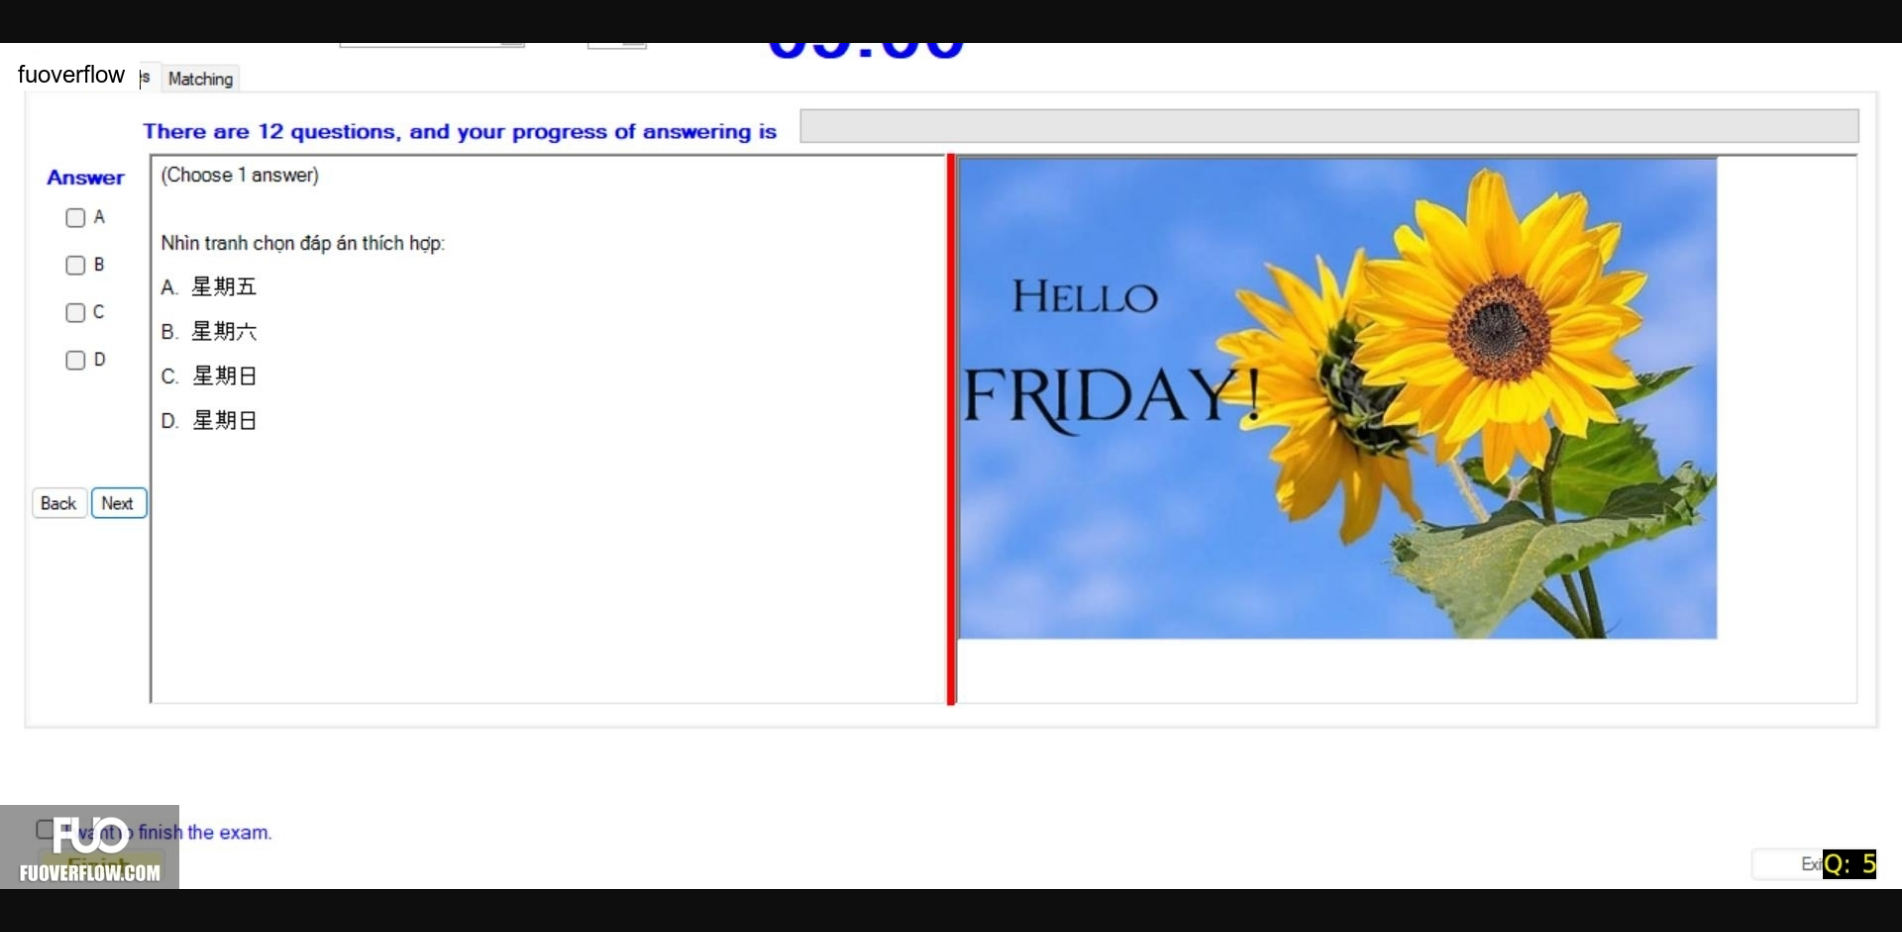 fuoverflow
Matching
There are 12 questions, and your progress of answering is
Answer
(Choose 1 answer)
A
B
C
D
Nhìn tranh chọn đáp án thích hợp:
A. 星期五
B. 星期六
C. 星期日
D. 星期日
HELLO
FRIDAY!
Back
Next
to finish the exam.
FUO
FUOVERFLOW.COM
Q: 5